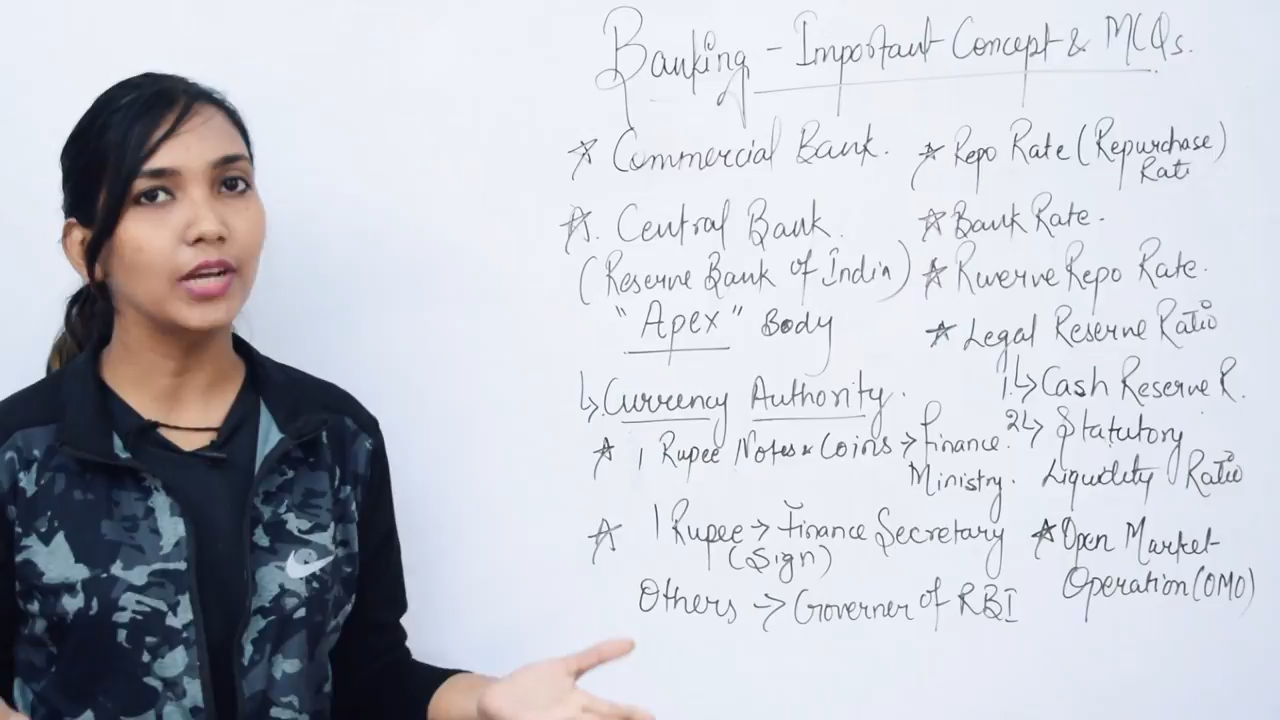 Banking - Important Concept & MCQs.
☆ Commercial Bank.
☆. Central Bank.
(Reserve Bank of India)
"Apex" Body
↳ Currency Authority.
☆ 1 Rupee Notes & Coins → Finance Ministry.
☆ 1 Rupee → Finance Secretary
(Sign)
Others → Governer of RBI
☆ Repo Rate (Repurchase)
Rate
☆ Bank Rate.
☆ Rverve Repo Rate.
☆ Legal Reserve Ratio
1. ↳ Cash Reserve R.
2 ↳ Statutory
Liquidity Ratio
☆ Open Market
Operation (OMO)